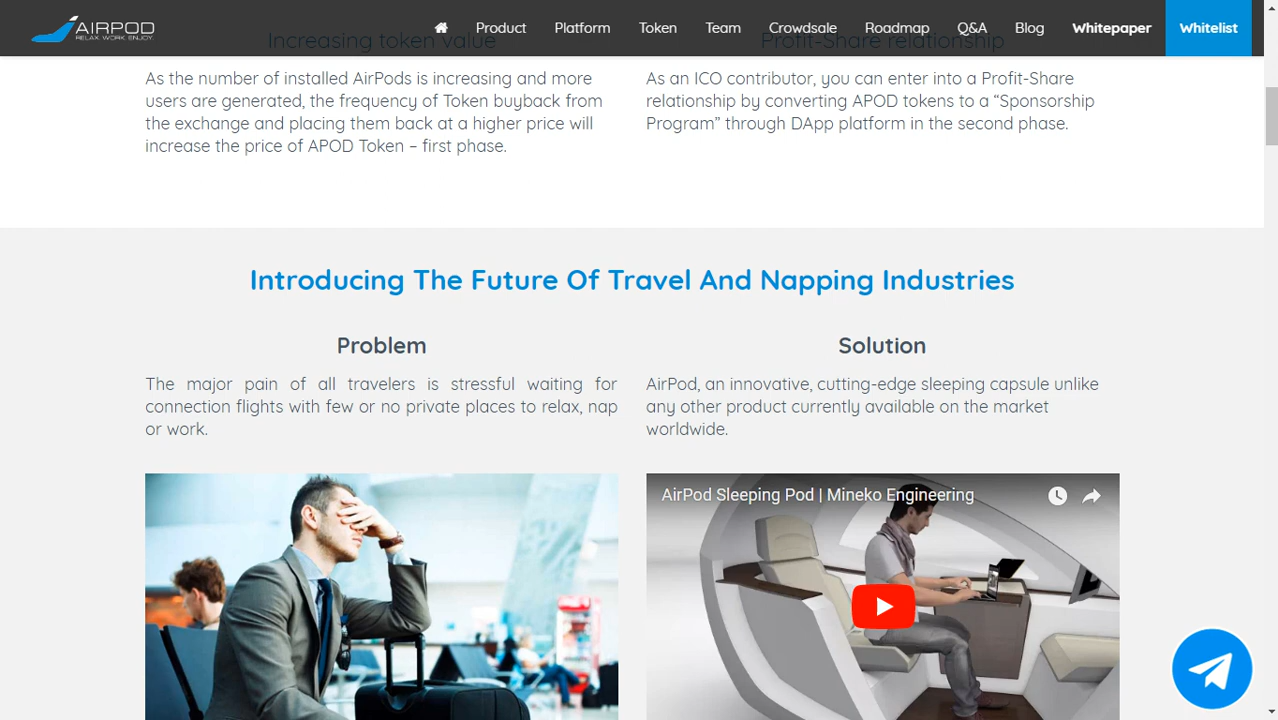 AIRPOD
RELAX. WORK. ENJOY.
Product
Platform
Token
Team
Crowdsale
Roadmap
Q&A
Blog
Whitepaper
Whitelist
Increasing token value
As the number of installed AirPods is increasing and more
users are generated, the frequency of Token buyback from
the exchange and placing them back at a higher price will
increase the price of APOD Token – first phase.
Profit-Share relationship
As an ICO contributor, you can enter into a Profit-Share
relationship by converting APOD tokens to a “Sponsorship
Program” through DApp platform in the second phase.
Introducing The Future Of Travel And Napping Industries
Problem
The major pain of all travelers is stressful waiting for
connection flights with few or no private places to relax, nap
or work.
Solution
AirPod, an innovative, cutting-edge sleeping capsule unlike
any other product currently available on the market
worldwide.
AirPod Sleeping Pod | Mineko Engineering